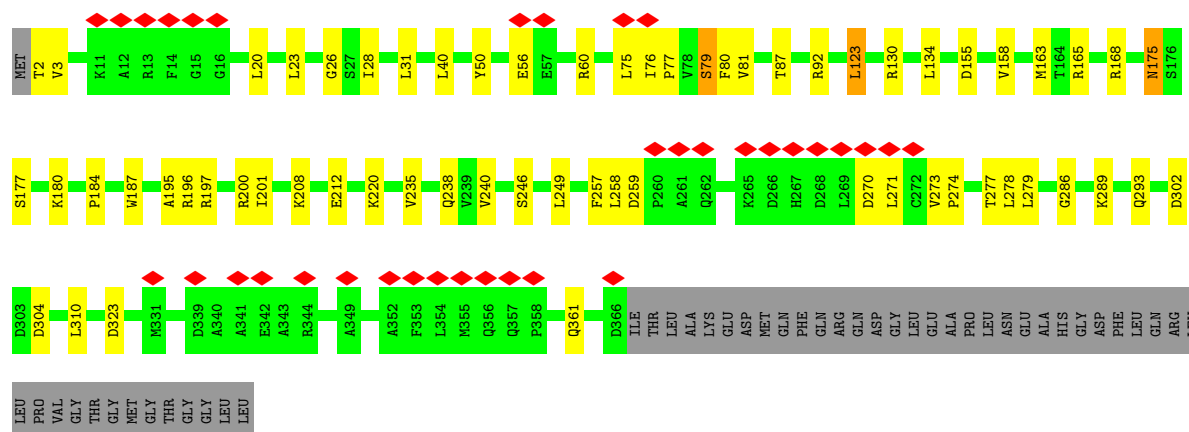 MET T2 V3 K11 A12 R13 F14 G15 G16 L20 L23 G26 S27 I28 L31 L40 Y50 E56 E57 R60 L75 I76 P77 V78 S79 F80 V81 T87 R92 L123 R130 L134 D155 V158 M163 T164 R165 R168 N175 S176
S177 K180 P184 W187 A195 R196 R197 R200 I201 K208 E212 K220 V235 Q238 V239 V240 S246 L249 F257 L258 D259 P260 A261 Q262 K265 D266 H267 D268 L269 D270 L271 C272 V273 P274 T277 L278 L279 G286 K289 Q293 D302
D303 D304 L310 D323 M331 D339 A340 A341 E342 A343 R344 A349 A352 F353 L354 M355 Q356 Q357 P358 Q361 D366 ILE THR LEU ALA LYS GLU ASP MET GLN PHE GLN ARG GLN ASP GLY LEU GLU ALA PRO LEU ASN GLU ALA HIS GLY ASP PHE LEU GLN ARG
LEU PRO VAL GLY THR GLY MET GLY THR GLY GLY LEU LEU